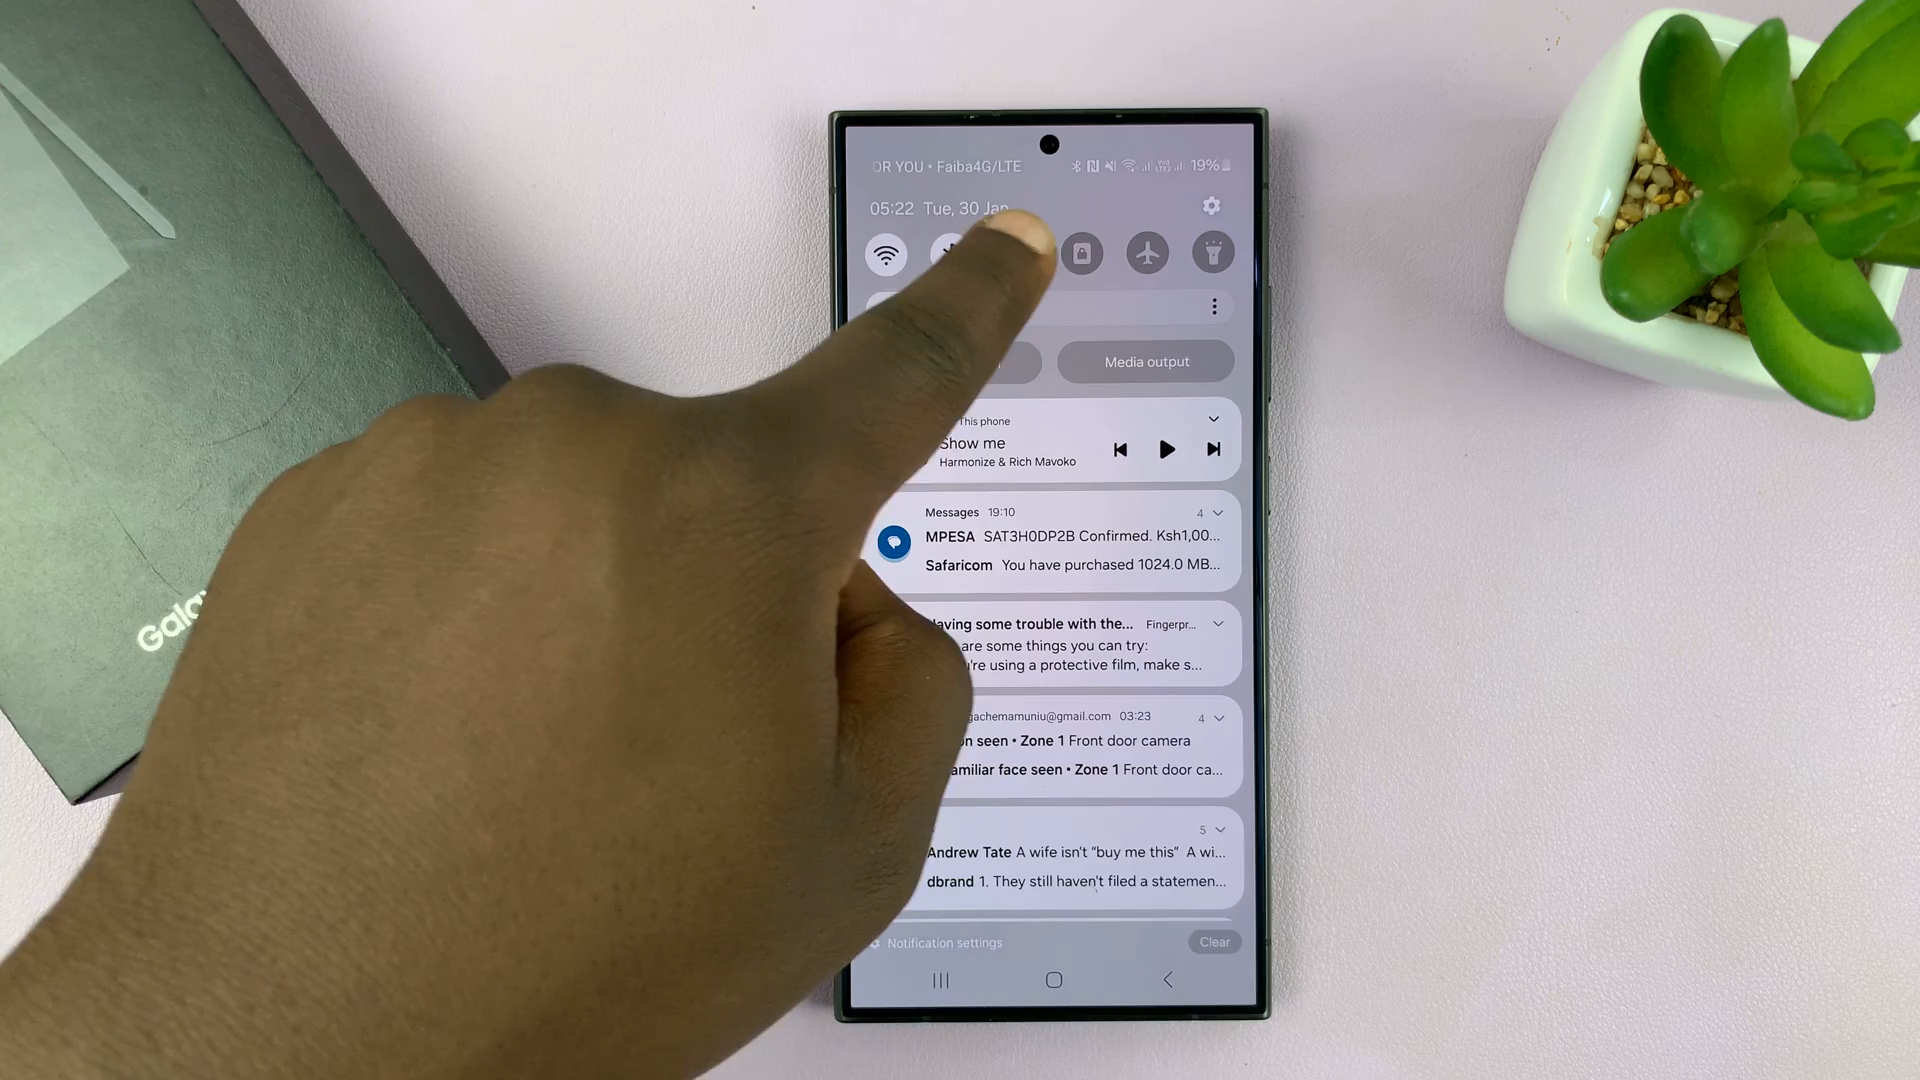 OR YOU • Faiba4G/LTE
19%
05:22 Tue, 30 Jan
Media output
This phone
Show me
Harmonize & Rich Mavoko
Messages 19:10
4
MPESA SAT3H0DP2B Confirmed. Ksh1,00...
Safaricom You have purchased 1024.0 MB...
Having some trouble with the... Fingerpr...
are some things you can try:
're using a protective film, make s...
gachemamuniu@gmail.com 03:23
4
on seen • Zone 1 Front door camera
amiliar face seen • Zone 1 Front door ca...
5
Andrew Tate A wife isn't "buy me this" A wi...
dbrand 1. They still haven't filed a statemen...
Notification settings
Clear
Gala